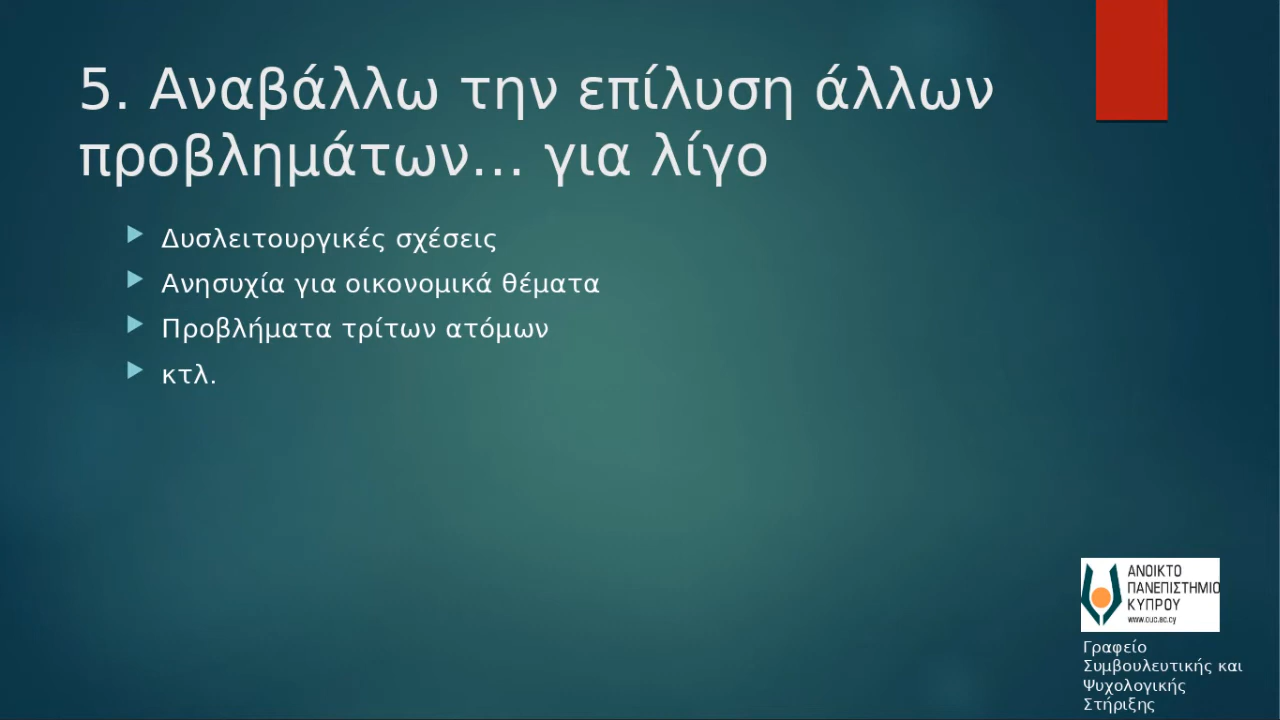 5. Αναβάλλω την επίλυση άλλων
προβλημάτων... για λίγο
Δυσλειτουργικές σχέσεις
Ανησυχία για οικονομικά θέματα
Προβλήματα τρίτων ατόμων
κτλ.
ΑΝΟΙΚΤΟ
ΠΑΝΕΠΙΣΤΗΜΙΟ
ΚΥΠΡΟΥ
www.ouc.ac.cy
Γραφείο
Συμβουλευτικής και
Ψυχολογικής
Στήριξης